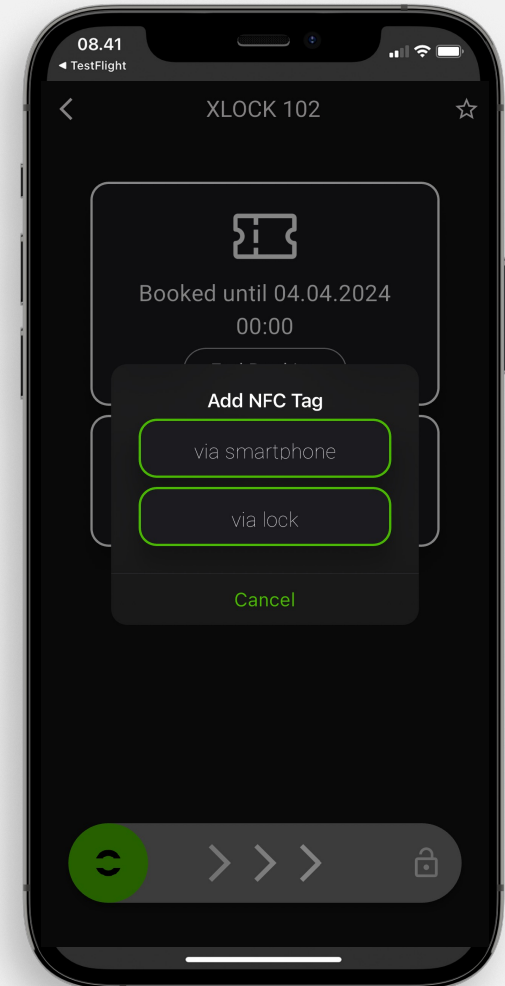 08.41
◀ TestFlight
XLOCK 102
Booked until 04.04.2024
00:00
Add NFC Tag
via smartphone
via lock
Cancel